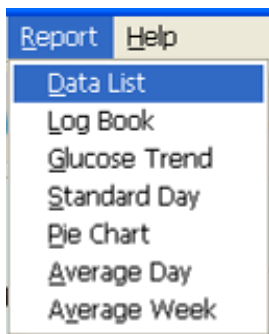 Report Help
Data List
Log Book
Glucose Trend
Standard Day
Pie Chart
Average Day
Average Week